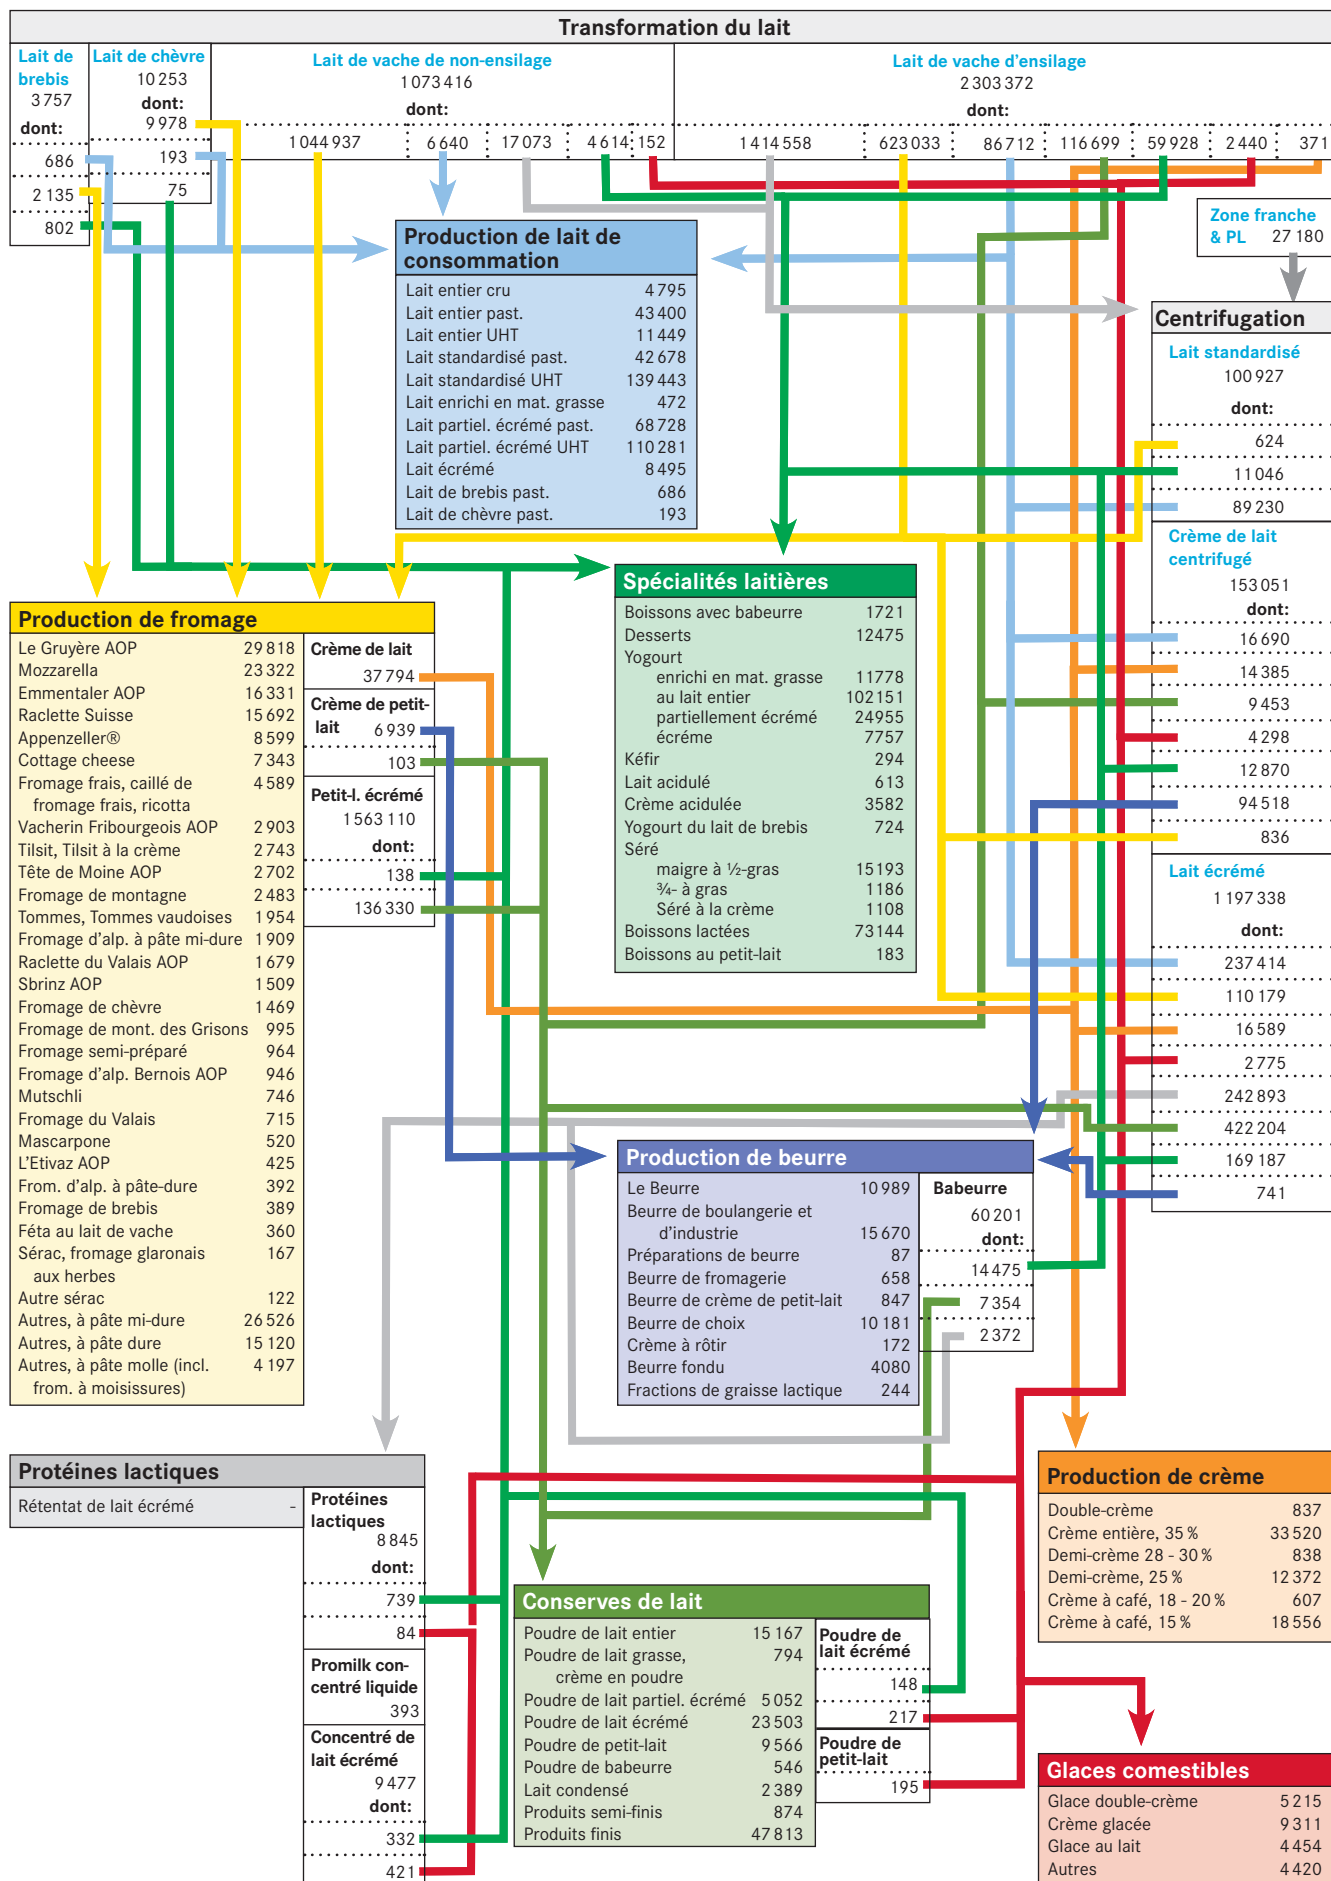 Transformation du lait
Lait de
brebis
3 757
dont:
686
2 135
802
Lait de chèvre
10 253
dont:
9 978
193
75
Lait de vache de non-ensilage
1 073 416
dont:
1 044 937 6 640 17 073 4 614 152
Lait de vache d'ensilage
2 303 372
dont:
1 414 558 623 033 86 712 116 699 59 928 2 440 371
Zone franche
& PL 27 180
Production de lait de
consommation
Lait entier cru 4 795
Lait entier past. 43 400
Lait entier UHT 11 449
Lait standardisé past. 42 678
Lait standardisé UHT 139 443
Lait enrichi en mat. grasse 472
Lait partiel. écrémé past. 68 728
Lait partiel. écrémé UHT 110 281
Lait écrémé 8 495
Lait de brebis past. 686
Lait de chèvre past. 193
Centrifugation
Lait standardisé
100 927
dont:
624
11 046
89 230
Crème de lait
centrifugé
153 051
dont:
16 690
14 385
9 453
4 298
12 870
94 518
836
Lait écrémé
1 197 338
dont:
237 414
110 179
16 589
2 775
242 893
422 204
169 187
741
Spécialités laitières
Boissons avec babeurre 1721
Desserts 12475
Yogourt
enrichi en mat. grasse 11778
au lait entier 102151
partiellement écrémé 24955
écréme 7757
Kéfir 294
Lait acidulé 613
Crème acidulée 3582
Yogourt du lait de brebis 724
Séré
maigre à ½-gras 15193
¾- à gras 1186
Séré à la crème 1108
Boissons lactées 73144
Boissons au petit-lait 183
Production de fromage
Le Gruyère AOP 29 818
Mozzarella 23 322
Emmentaler AOP 16 331
Raclette Suisse 15 692
Appenzeller® 8 599
Cottage cheese 7 343
Fromage frais, caillé de 4 589
fromage frais, ricotta
Vacherin Fribourgeois AOP 2 903
Tilsit, Tilsit à la crème 2 743
Tête de Moine AOP 2 702
Fromage de montagne 2 483
Tommes, Tommes vaudoises 1 954
Fromage d'alp. à pâte mi-dure 1 909
Raclette du Valais AOP 1 679
Sbrinz AOP 1 509
Fromage de chèvre 1 469
Fromage de mont. des Grisons 995
Fromage semi-préparé 964
Fromage d'alp. Bernois AOP 946
Mutschli 746
Fromage du Valais 715
Mascarpone 520
L'Etivaz AOP 425
From. d'alp. à pâte-dure 392
Fromage de brebis 389
Féta au lait de vache 360
Sérac, fromage glaronais 167
aux herbes
Autre sérac 122
Autres, à pâte mi-dure 26 526
Autres, à pâte dure 15 120
Autres, à pâte molle (incl. 4 197
from. à moisissures)
Crème de lait
37 794
Crème de petit-
lait 6 939
103
Petit-l. écrémé
1 563 110
dont:
138
136 330
Production de beurre
Le Beurre 10 989
Beurre de boulangerie et
d'industrie 15 670
Préparations de beurre 87
Beurre de fromagerie 658
Beurre de crème de petit-lait 847
Beurre de choix 10 181
Crème à rôtir 172
Beurre fondu 4080
Fractions de graisse lactique 244
Babeurre
60 201
dont:
14 475
7 354
2 372
Protéines lactiques
Rétentat de lait écrémé -
Protéines
lactiques
8 845
dont:
739
84
Promilk con-
centré liquide
393
Concentré de
lait écrémé
9 477
dont:
332
421
Conserves de lait
Poudre de lait entier 15 167
Poudre de lait grasse, 794
crème en poudre
Poudre de lait partiel. écrémé 5 052
Poudre de lait écrémé 23 503
Poudre de petit-lait 9 566
Poudre de babeurre 546
Lait condensé 2 389
Produits semi-finis 874
Produits finis 47 813
Poudre de
lait écrémé
148
217
Poudre de
petit-lait
195
Production de crème
Double-crème 837
Crème entière, 35 % 33 520
Demi-crème 28 - 30 % 838
Demi-crème, 25 % 12 372
Crème à café, 18 - 20 % 607
Crème à café, 15 % 18 556
Glaces comestibles
Glace double-crème 5 215
Crème glacée 9 311
Glace au lait 4 454
Autres 4 420